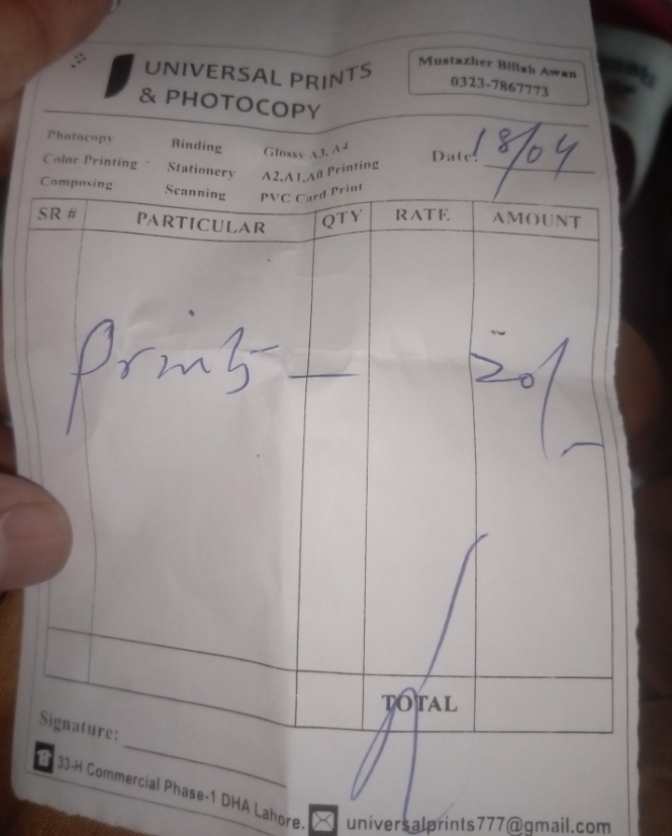 UNIVERSAL PRINTS
& PHOTOCOPY
Mustazher Billah Awan
0323-7867773
Photocopy Binding Glossy A3, A4
Color Printing Stationery A2,A1,A0 Printing
Composing Scanning PVC Card Print
Date: 18/04
SR # PARTICULAR QTY RATE AMOUNT
Prints — 20/-
TOTAL
Signature:
33-H Commercial Phase-1 DHA Lahore.
universalprints777@gmail.com